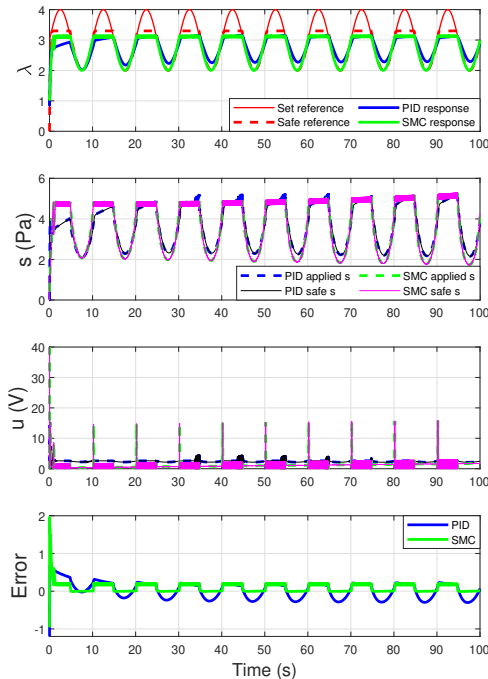 4
3
2
1
0
λ
Set reference
Safe reference
PID response
SMC response
0 10 20 30 40 50 60 70 80 90 100
6
4
2
0
s (Pa)
PID applied s
PID safe s
SMC applied s
SMC safe s
0 10 20 30 40 50 60 70 80 90 100
40
30
20
10
0
u (V)
0 10 20 30 40 50 60 70 80 90 100
2
1
0
-1
Error
PID
SMC
0 10 20 30 40 50 60 70 80 90 100
Time (s)